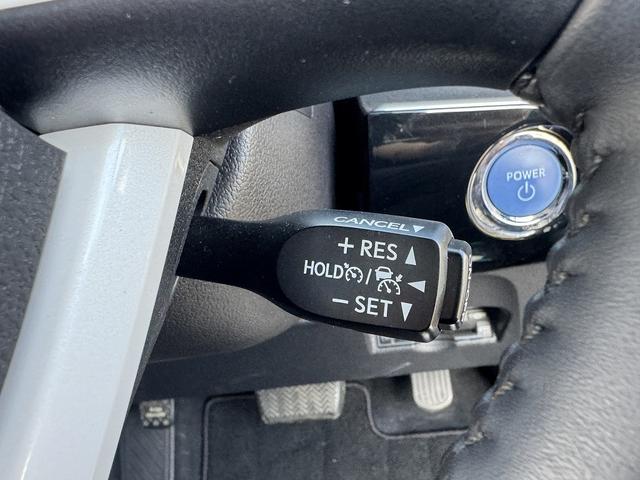 CANCEL▼
+ RES ▲
HOLD / ◀
− SET ▼
POWER